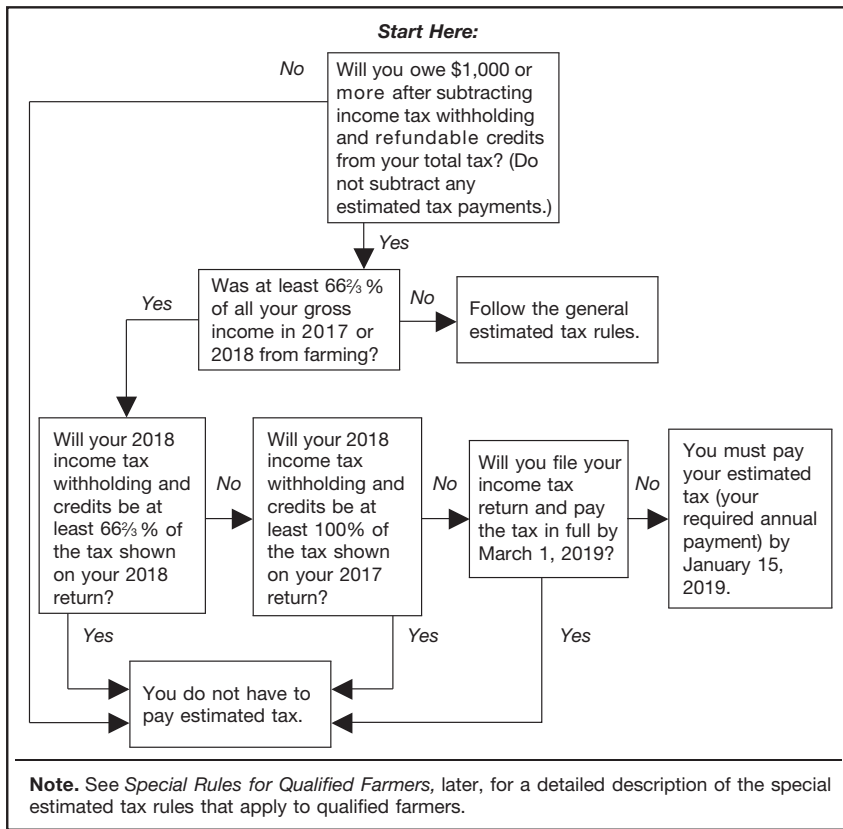 Start Here:
No
Will you owe $1,000 or
more after subtracting
income tax withholding
and refundable credits
from your total tax? (Do
not subtract any
estimated tax payments.)
Yes
Yes
Was at least 66⅔ %
of all your gross
income in 2017 or
2018 from farming?
No
Follow the general
estimated tax rules.
Will your 2018
income tax
withholding and
credits be at
least 66⅔ % of
the tax shown
on your 2018
return?
No
Will your 2018
income tax
withholding and
credits be at
least 100% of
the tax shown
on your 2017
return?
No
Will you file your
income tax
return and pay
the tax in full by
March 1, 2019?
No
You must pay
your estimated
tax (your
required annual
payment) by
January 15,
2019.
Yes
Yes
Yes
You do not have to
pay estimated tax.
Note. See Special Rules for Qualified Farmers, later, for a detailed description of the special
estimated tax rules that apply to qualified farmers.